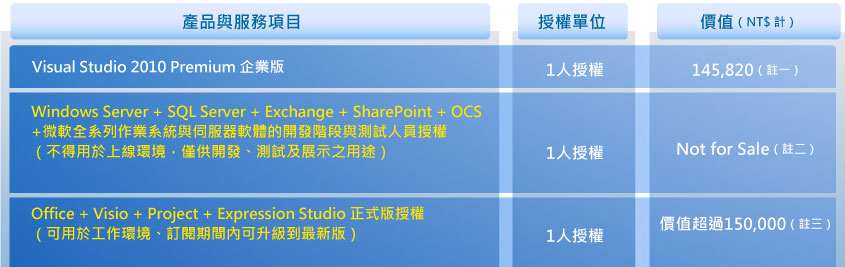 產品與服務項目 授權單位 價值（NT$ 計）
Visual Studio 2010 Premium 企業版 1人授權 145,820（註一）
Windows Server + SQL Server + Exchange + SharePoint + OCS
+微軟全系列作業系統與伺服器軟體的開發階段與測試人員授權
（不得用於上線環境，僅供開發、測試及展示之用途） 1人授權 Not for Sale（註二）
Office + Visio + Project + Expression Studio 正式版授權
（可用於工作環境、訂閱期間內可升級到最新版） 1人授權 價值超過150,000（註三）